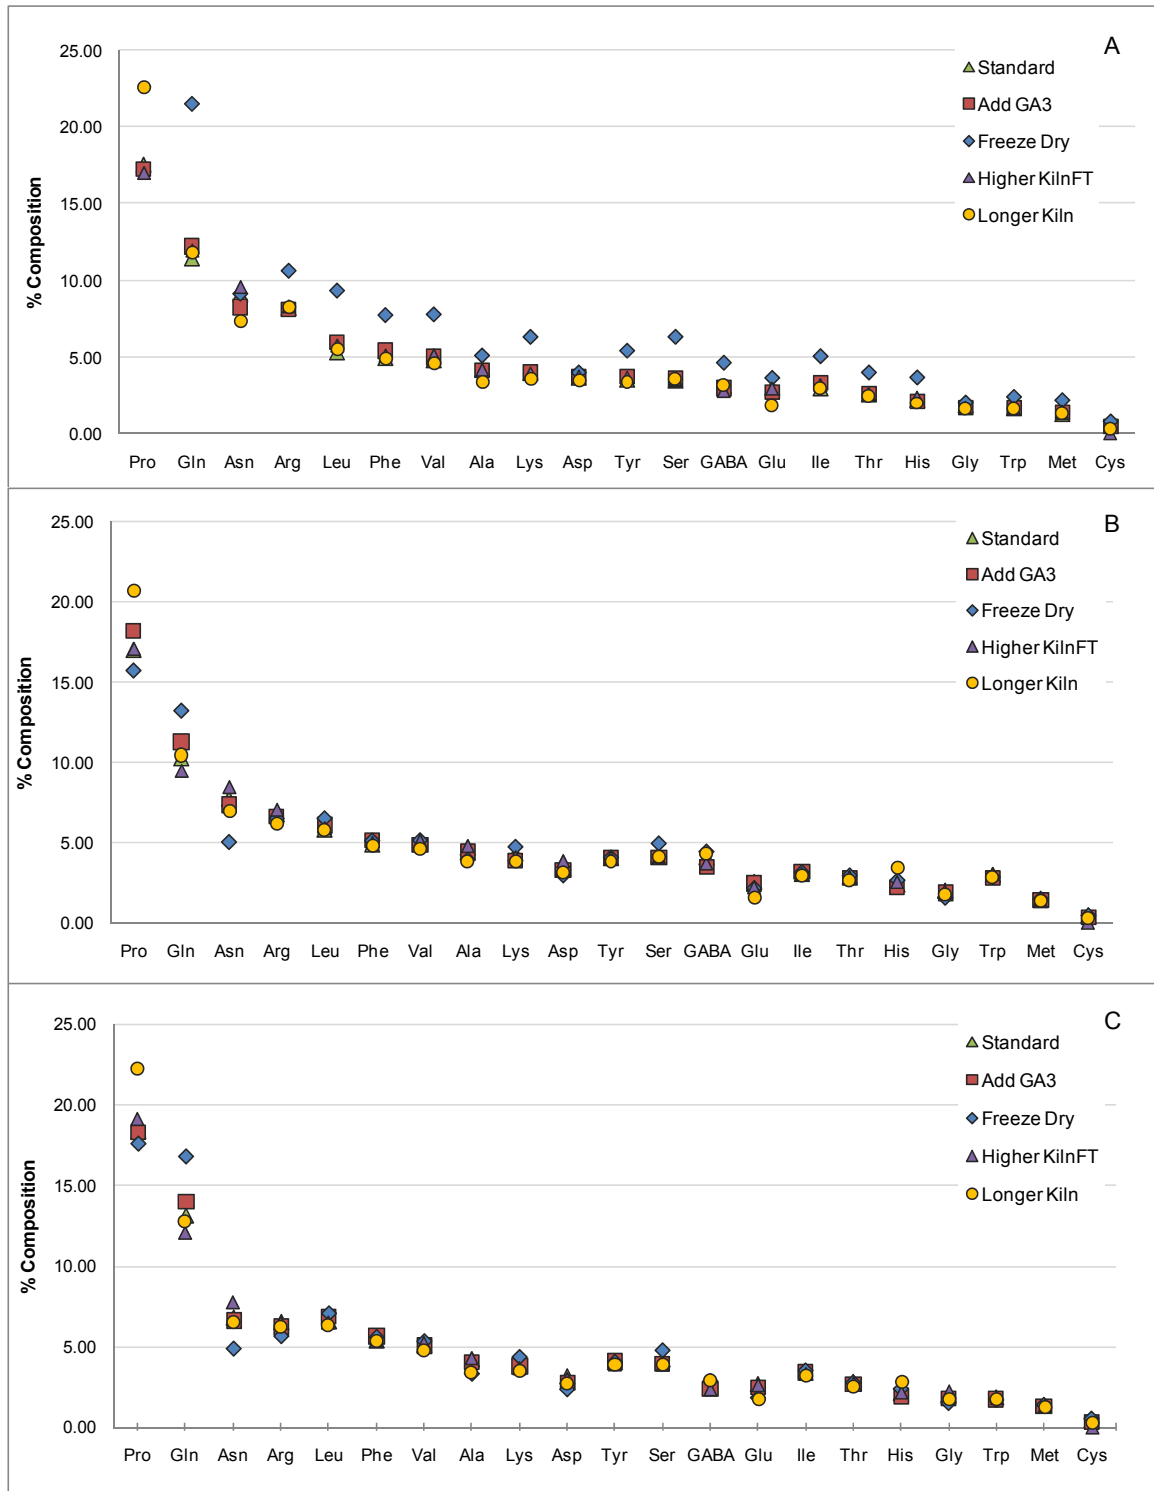 A
25.00
20.00
15.00
10.00
5.00
0.00
% Composition
Standard
Add GA3
Freeze Dry
Higher KilnFT
Longer Kiln
Pro Gln Asn Arg Leu Phe Val Ala Lys Asp Tyr Ser GABA Glu Ile Thr His Gly Trp Met Cys
B
25.00
20.00
15.00
10.00
5.00
0.00
% Composition
Standard
Add GA3
Freeze Dry
Higher KilnFT
Longer Kiln
Pro Gln Asn Arg Leu Phe Val Ala Lys Asp Tyr Ser GABA Glu Ile Thr His Gly Trp Met Cys
C
25.00
20.00
15.00
10.00
5.00
0.00
% Composition
Standard
Add GA3
Freeze Dry
Higher KilnFT
Longer Kiln
Pro Gln Asn Arg Leu Phe Val Ala Lys Asp Tyr Ser GABA Glu Ile Thr His Gly Trp Met Cys